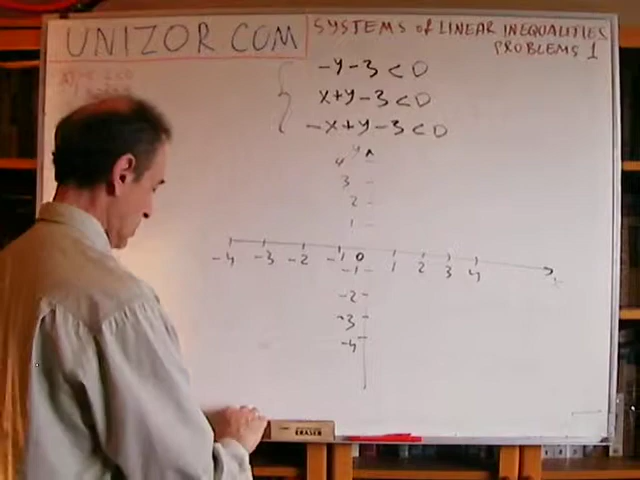 UNIZOR.COM
SYSTEMS of LINEAR INEQUALITIES
PROBLEMS 1
-y-3<0
x+y-3<0
-x+y-3<0
y
4
3
2
1
-4 -3 -2 -1 0 1 2 3 4
-1
-2
-3
-4
ERASER